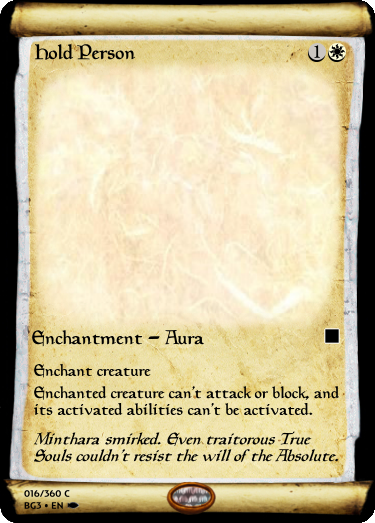 Hold Person 1
Enchantment – Aura
Enchant creature
Enchanted creature can't attack or block, and
its activated abilities can't be activated.
Minthara smirked. Even traitorous True
Souls couldn't resist the will of the Absolute.
016/360 C
BG3 • EN